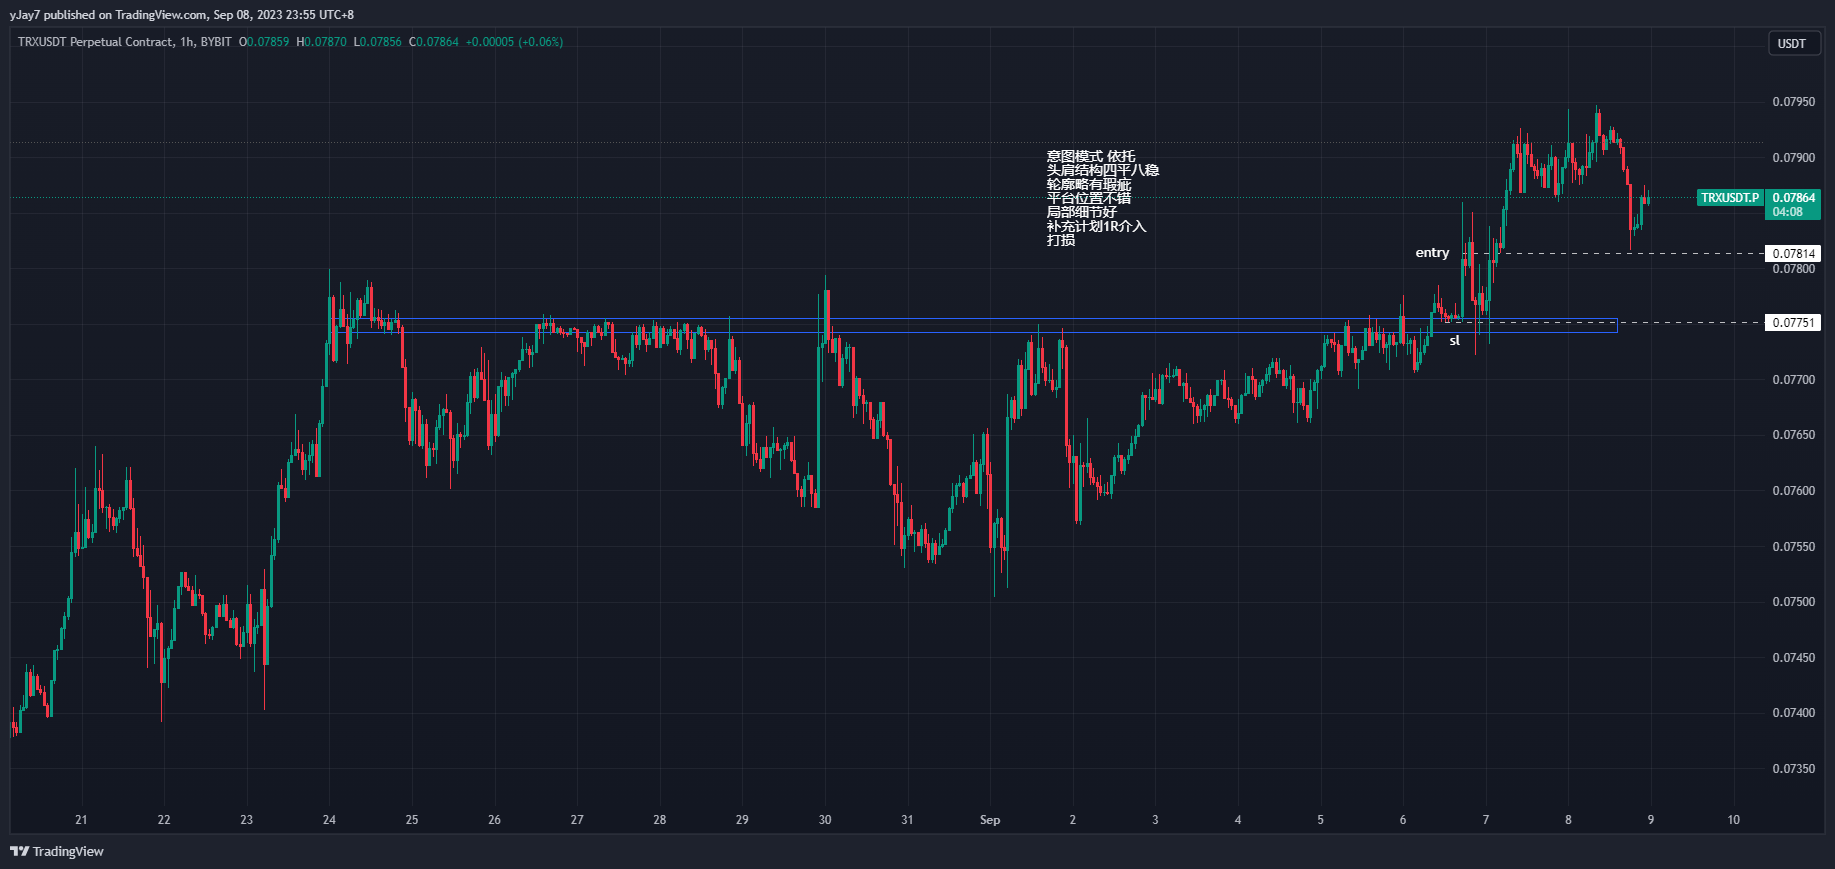 yJay7 published on TradingView.com, Sep 08, 2023 23:55 UTC+8
TRXUSDT Perpetual Contract, 1h, BYBIT O0.07859 H0.07870 L0.07856 C0.07864 +0.00005 (+0.06%)
USDT
0.07950
意图模式 依托
头肩结构四平八稳
轮廓略有瑕疵
平台位置不错
局部细节好
补充计划1R介入
打损
0.07900
TRXUSDT.P 0.07864
04:08
entry
0.07814
0.07800
0.07751
sl
0.07700
0.07650
0.07600
0.07550
0.07500
0.07450
0.07400
0.07350
21 22 23 24 25 26 27 28 29 30 31 Sep 2 3 4 5 6 7 8 9 10
TradingView